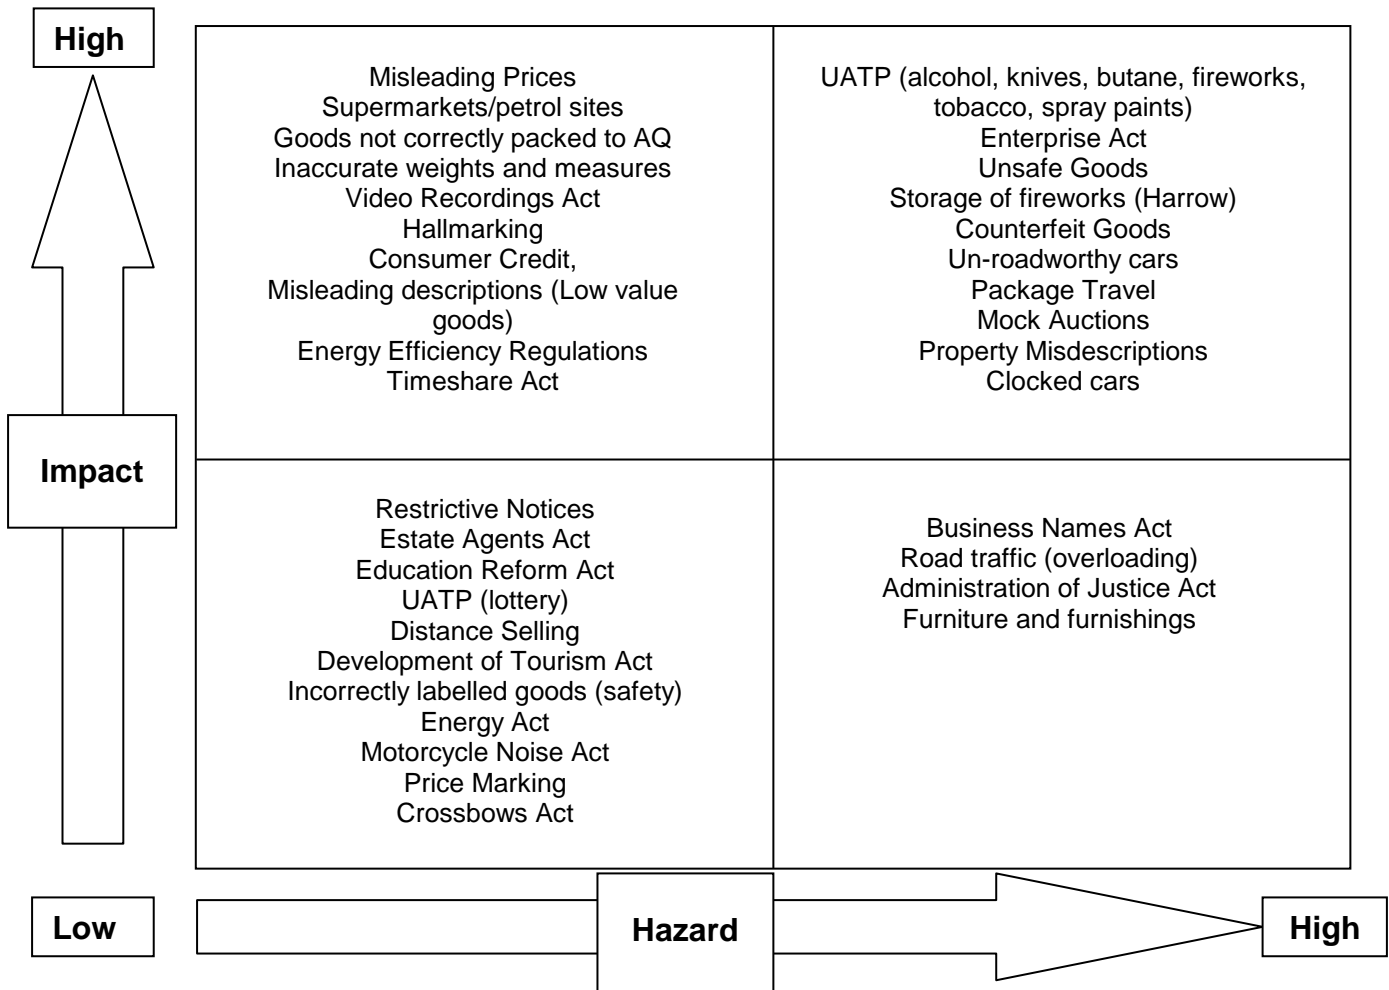 High
Misleading Prices
Supermarkets/petrol sites
Goods not correctly packed to AQ
Inaccurate weights and measures
Video Recordings Act
Hallmarking
Consumer Credit,
Misleading descriptions (Low value
goods)
Energy Efficiency Regulations
Timeshare Act
UATP (alcohol, knives, butane, fireworks,
tobacco, spray paints)
Enterprise Act
Unsafe Goods
Storage of fireworks (Harrow)
Counterfeit Goods
Un-roadworthy cars
Package Travel
Mock Auctions
Property Misdescriptions
Clocked cars
Impact
Restrictive Notices
Estate Agents Act
Education Reform Act
UATP (lottery)
Distance Selling
Development of Tourism Act
Incorrectly labelled goods (safety)
Energy Act
Motorcycle Noise Act
Price Marking
Crossbows Act
Business Names Act
Road traffic (overloading)
Administration of Justice Act
Furniture and furnishings
Low
Hazard
High